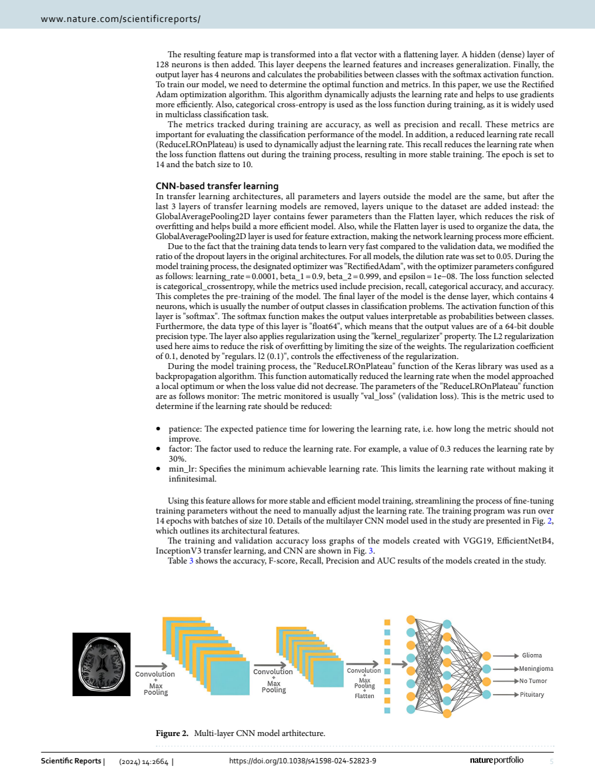 www.nature.com/scientificreports/
The resulting feature map is transformed into a flat vector with a flattening layer. A hidden (dense) layer of
128 neurons is then added. This layer deepens the learned features and increases generalization. Finally, the
output layer has 4 neurons and calculates the probabilities between classes with the softmax activation function.
To train our model, we need to determine the optimal function and metrics. In this paper, we use the Rectified
Adam optimization algorithm. This algorithm dynamically adjusts the learning rate and helps to use gradients
more efficiently. Also, categorical cross-entropy is used as the loss function during training, as it is widely used
in multiclass classification task.
The metrics tracked during training are accuracy, as well as precision and recall. These metrics are
important for evaluating the classification performance of the model. In addition, a reduced learning rate recall
(ReduceLROnPlateau) is used to dynamically adjust the learning rate. This recall reduces the learning rate when
the loss function flattens out during the training process, resulting in more stable training. The epoch is set to
14 and the batch size to 10.
CNN-based transfer learning
In transfer learning architectures, all parameters and layers outside the model are the same, but after the
last 3 layers of transfer learning models are removed, layers unique to the dataset are added instead: the
GlobalAveragePooling2D layer contains fewer parameters than the Flatten layer, which reduces the risk of
overfitting and helps build a more efficient model. Also, while the Flatten layer is used to organize the data, the
GlobalAveragePooling2D layer is used for feature extraction, making the network learning process more efficient.
Due to the fact that the training data tends to learn very fast compared to the validation data, we modified the
ratio of the dropout layers in the original architectures. For all models, the dilution rate was set to 0.05. During the
model training process, the designated optimizer was "RectifiedAdam", with the optimizer parameters configured
as follows: learning_rate = 0.0001, beta_1 = 0.9, beta_2 = 0.999, and epsilon = 1e−08. The loss function selected
is categorical_crossentropy, while the metrics used include precision, recall, categorical accuracy, and accuracy.
This completes the pre-training of the model. The final layer of the model is the dense layer, which contains 4
neurons, which is usually the number of output classes in classification problems. The activation function of this
layer is "softmax". The softmax function makes the output values interpretable as probabilities between classes.
Furthermore, the data type of this layer is "float64", which means that the output values are of a 64-bit double
precision type. The layer also applies regularization using the "kernel_regularizer" property. The L2 regularization
used here aims to reduce the risk of overfitting by limiting the size of the weights. The regularization coefficient
of 0.1, denoted by "regulars. l2 (0.1)", controls the effectiveness of the regularization.
During the model training process, the "ReduceLROnPlateau" function of the Keras library was used as a
backpropagation algorithm. This function automatically reduced the learning rate when the model approached
a local optimum or when the loss value did not decrease. The parameters of the "ReduceLROnPlateau" function
are as follows monitor: The metric monitored is usually "val_loss" (validation loss). This is the metric used to
determine if the learning rate should be reduced:
• patience: The expected patience time for lowering the learning rate, i.e. how long the metric should not
improve.
• factor: The factor used to reduce the learning rate. For example, a value of 0.3 reduces the learning rate by
30%.
• min_lr: Specifies the minimum achievable learning rate. This limits the learning rate without making it
infinitesimal.
Using this feature allows for more stable and efficient model training, streamlining the process of fine-tuning
training parameters without the need to manually adjust the learning rate. The training program was run over
14 epochs with batches of size 10. Details of the multilayer CNN model used in the study are presented in Fig. 2,
which outlines its architectural features.
The training and validation accuracy loss graphs of the models created with VGG19, EfficientNetB4,
InceptionV3 transfer learning, and CNN are shown in Fig. 3.
Table 3 shows the accuracy, F-score, Recall, Precision and AUC results of the models created in the study.
Convolution
+
Max
Pooling
Convolution
+
Max
Pooling
Convolution
+
Max
Pooling
+
Flatten
Glioma
Meningioma
No Tumor
Pituitary
Figure 2. Multi-layer CNN model arthitecture.
Scientific Reports | (2024) 14:2664 | https://doi.org/10.1038/s41598-024-52823-9 natureportfolio 5